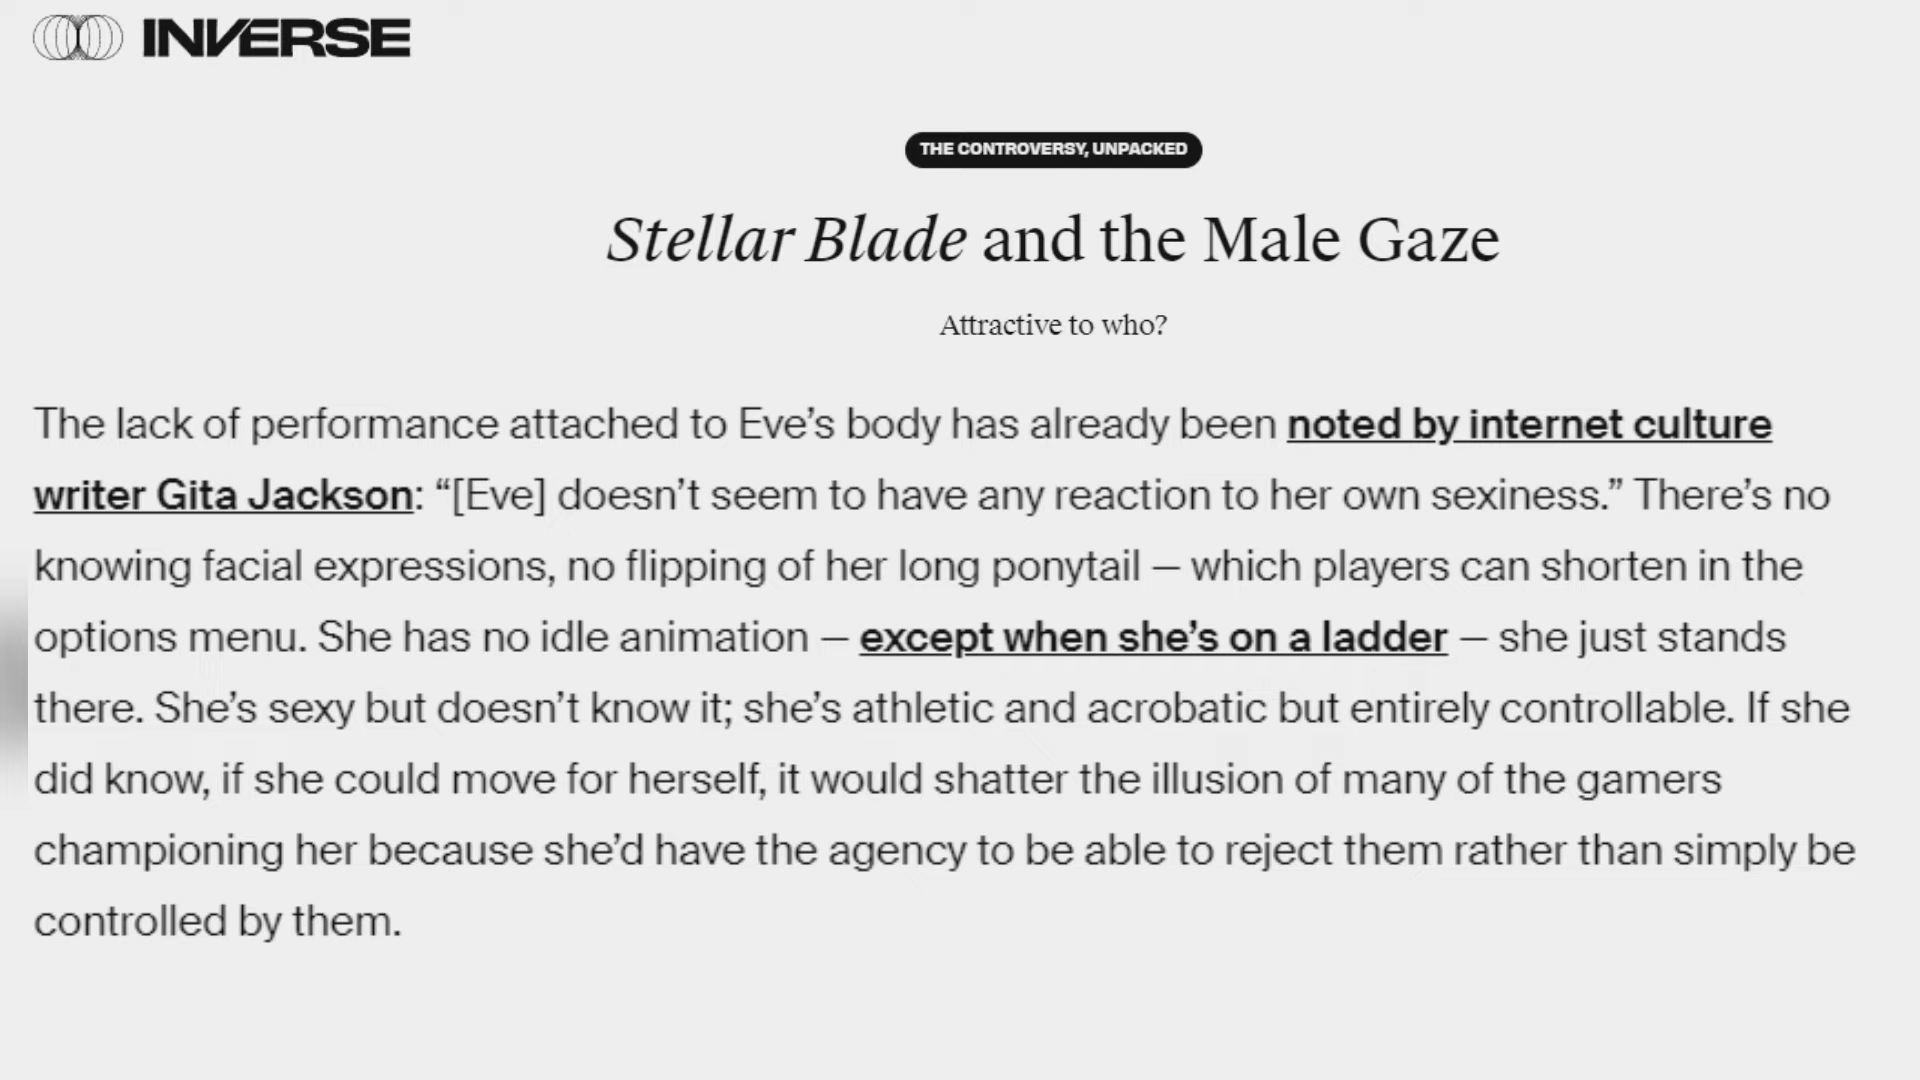 INVERSE
THE CONTROVERSY, UNPACKED
Stellar Blade and the Male Gaze
Attractive to who?
The lack of performance attached to Eve’s body has already been noted by internet culture
writer Gita Jackson: “[Eve] doesn’t seem to have any reaction to her own sexiness.” There’s no
knowing facial expressions, no flipping of her long ponytail — which players can shorten in the
options menu. She has no idle animation — except when she’s on a ladder — she just stands
there. She’s sexy but doesn’t know it; she’s athletic and acrobatic but entirely controllable. If she
did know, if she could move for herself, it would shatter the illusion of many of the gamers
championing her because she’d have the agency to be able to reject them rather than simply be
controlled by them.